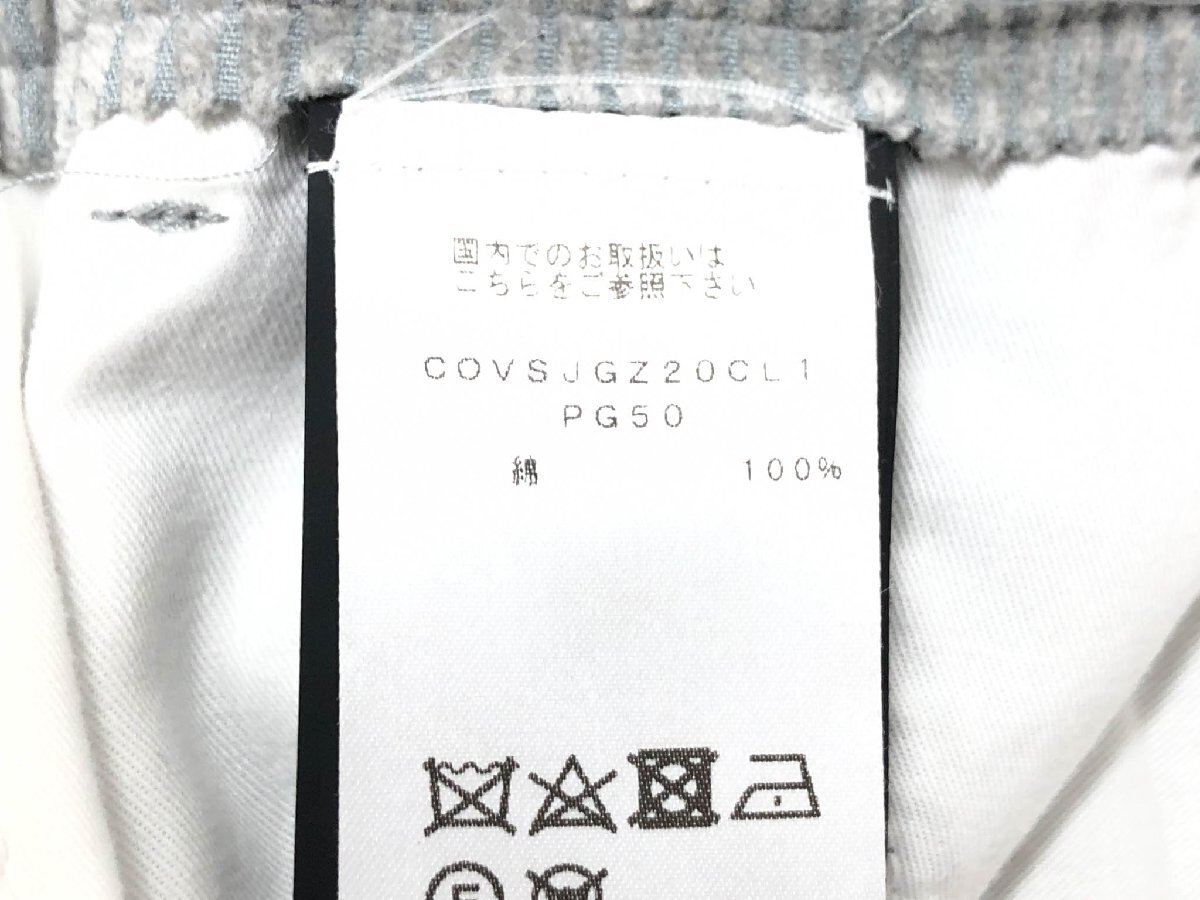 国内でのお取扱いは
こちらをご参照下さい
COVSJGZ20CL1
PG50
綿 100%